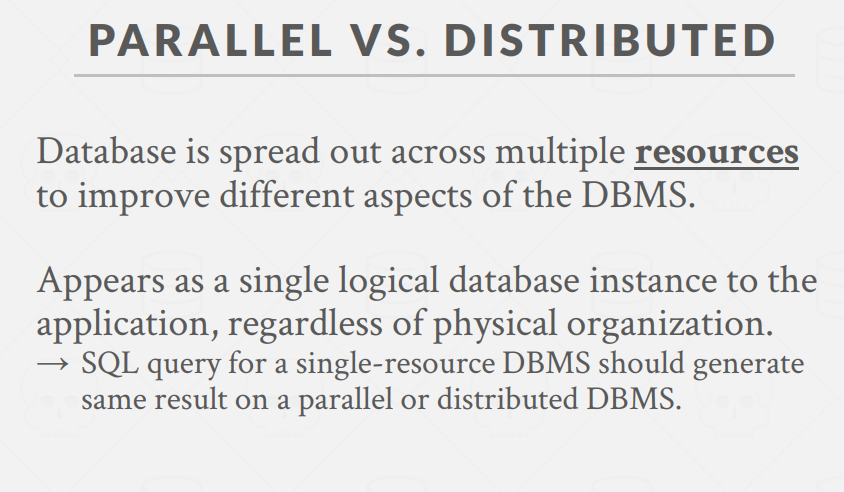 PARALLEL VS. DISTRIBUTED
Database is spread out across multiple resources
to improve different aspects of the DBMS.
Appears as a single logical database instance to the
application, regardless of physical organization.
→ SQL query for a single-resource DBMS should generate
same result on a parallel or distributed DBMS.